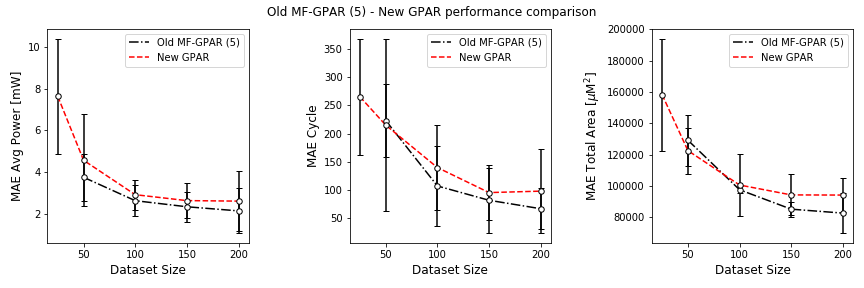 Old MF-GPAR (5) - New GPAR performance comparison
MAE Avg Power [mW]
10
8
6
4
2
50
100
150
200
Dataset Size
Old MF-GPAR (5)
New GPAR
MAE Cycle
350
300
250
200
150
100
50
50
100
150
200
Dataset Size
Old MF-GPAR (5)
New GPAR
MAE Total Area [μM²]
200000
180000
160000
140000
120000
100000
80000
50
100
150
200
Dataset Size
Old MF-GPAR (5)
New GPAR